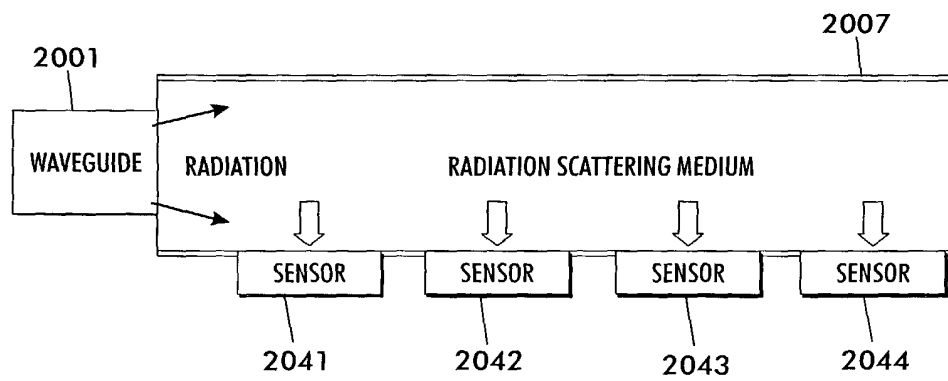 2001
2007
WAVEGUIDE
RADIATION
RADIATION SCATTERING MEDIUM
SENSOR
SENSOR
SENSOR
SENSOR
2041
2042
2043
2044